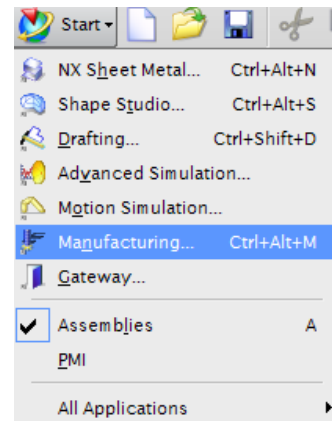 Start
NX Sheet Metal... Ctrl+Alt+N
Shape Studio... Ctrl+Alt+S
Drafting... Ctrl+Shift+D
Advanced Simulation...
Motion Simulation...
Manufacturing... Ctrl+Alt+M
Gateway...
Assemblies A
PMI
All Applications